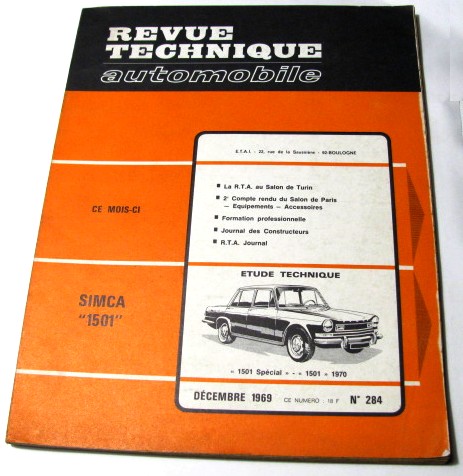 REVUE
TECHNIQUE
automobile
E.T.A.I. - 22, rue de la Saussière - 92-BOULOGNE
■ La R.T.A. au Salon de Turin
■ 2e Compte rendu du Salon de Paris
— Equipements — Accessoires
■ Formation professionnelle
■ Journal des Constructeurs
■ R.T.A. Journal
CE MOIS-CI
ETUDE TECHNIQUE
SIMCA
"1501"
« 1501 Spécial » - « 1501 » 1970
DÉCEMBRE 1969 CE NUMERO : 18 F N° 284